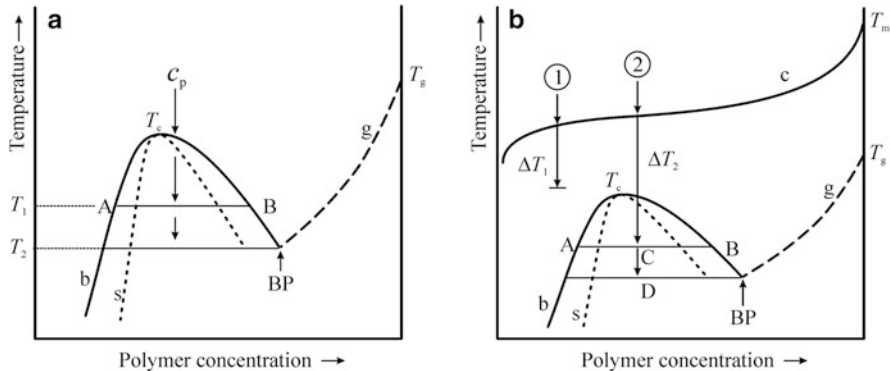 a
Temperature →
c_p
T_c
T_g
g
T_1
A
B
T_2
b
s
BP
Polymer concentration →
b
Temperature →
T_m
1
2
c
ΔT_1
ΔT_2
T_g
T_c
g
A
B
C
D
b
s
BP
Polymer concentration →